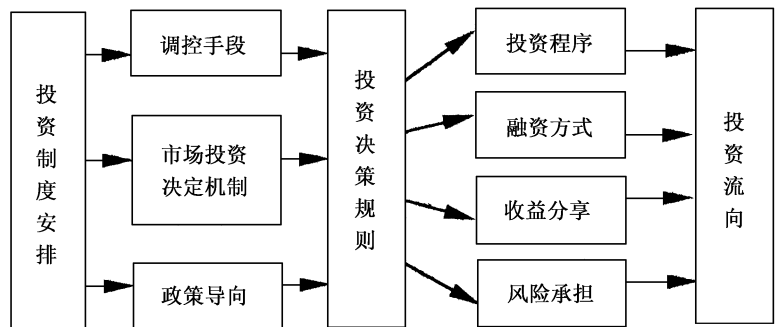 投资制度安排
调控手段
市场投资
决定机制
政策导向
投资决策规则
投资程序
融资方式
收益分享
风险承担
投资流向